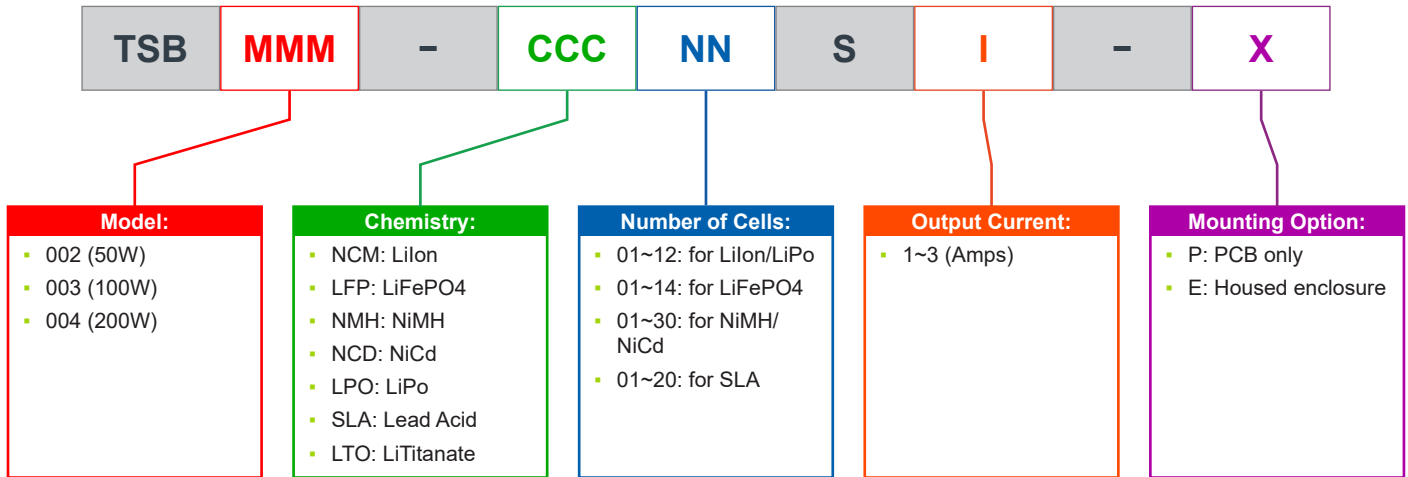 TSB MMM - CCC NN S I - X
Model:
▪ 002 (50W)
▪ 003 (100W)
▪ 004 (200W)
Chemistry:
▪ NCM: LiIon
▪ LFP: LiFePO4
▪ NMH: NiMH
▪ NCD: NiCd
▪ LPO: LiPo
▪ SLA: Lead Acid
▪ LTO: LiTitanate
Number of Cells:
▪ 01~12: for LiIon/LiPo
▪ 01~14: for LiFePO4
▪ 01~30: for NiMH/
NiCd
▪ 01~20: for SLA
Output Current:
▪ 1~3 (Amps)
Mounting Option:
▪ P: PCB only
▪ E: Housed enclosure